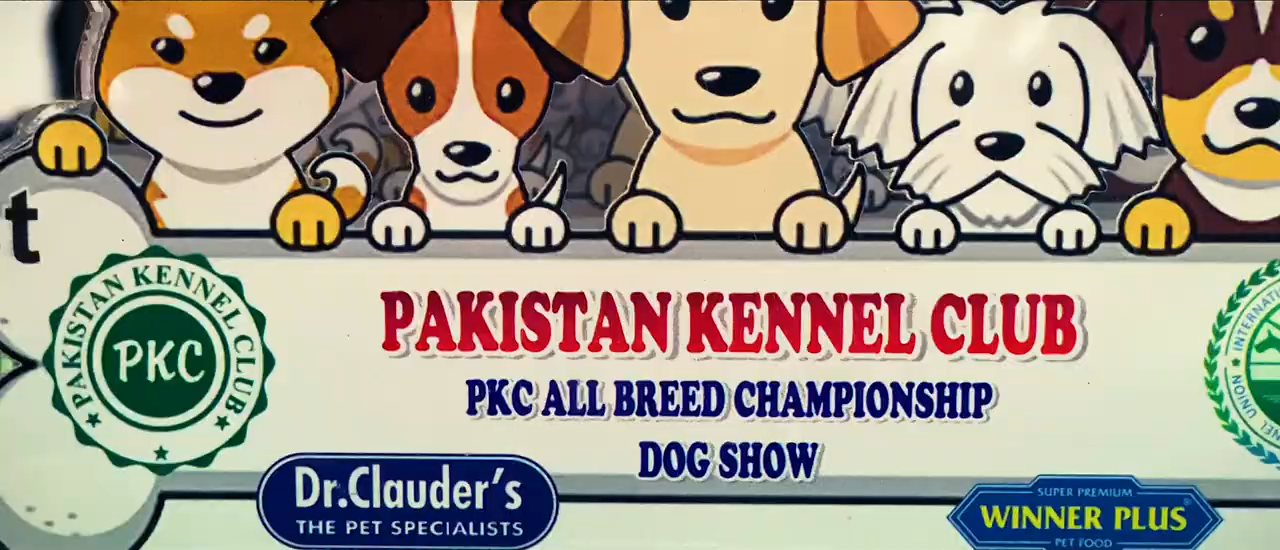 t
PAKISTAN KENNEL CLUB
PKC
PAKISTAN KENNEL CLUB
PKC ALL BREED CHAMPIONSHIP
DOG SHOW
Dr.Clauder's
THE PET SPECIALISTS
SUPER PREMIUM
WINNER PLUS®
PET FOOD
UNION